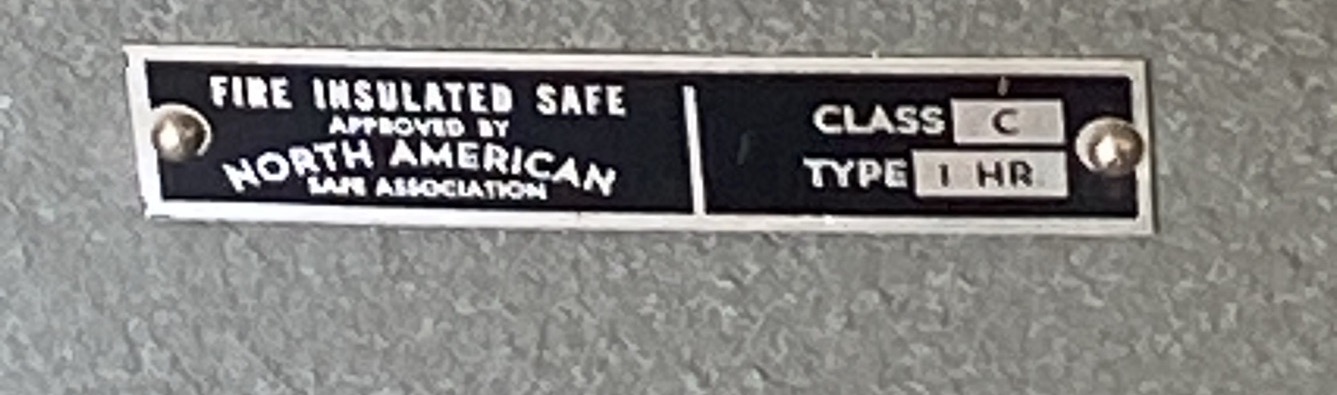 FIRE INSULATED SAFE
APPROVED BY
NORTH AMERICAN
SAFE ASSOCIATION
CLASS C
TYPE 1 HR